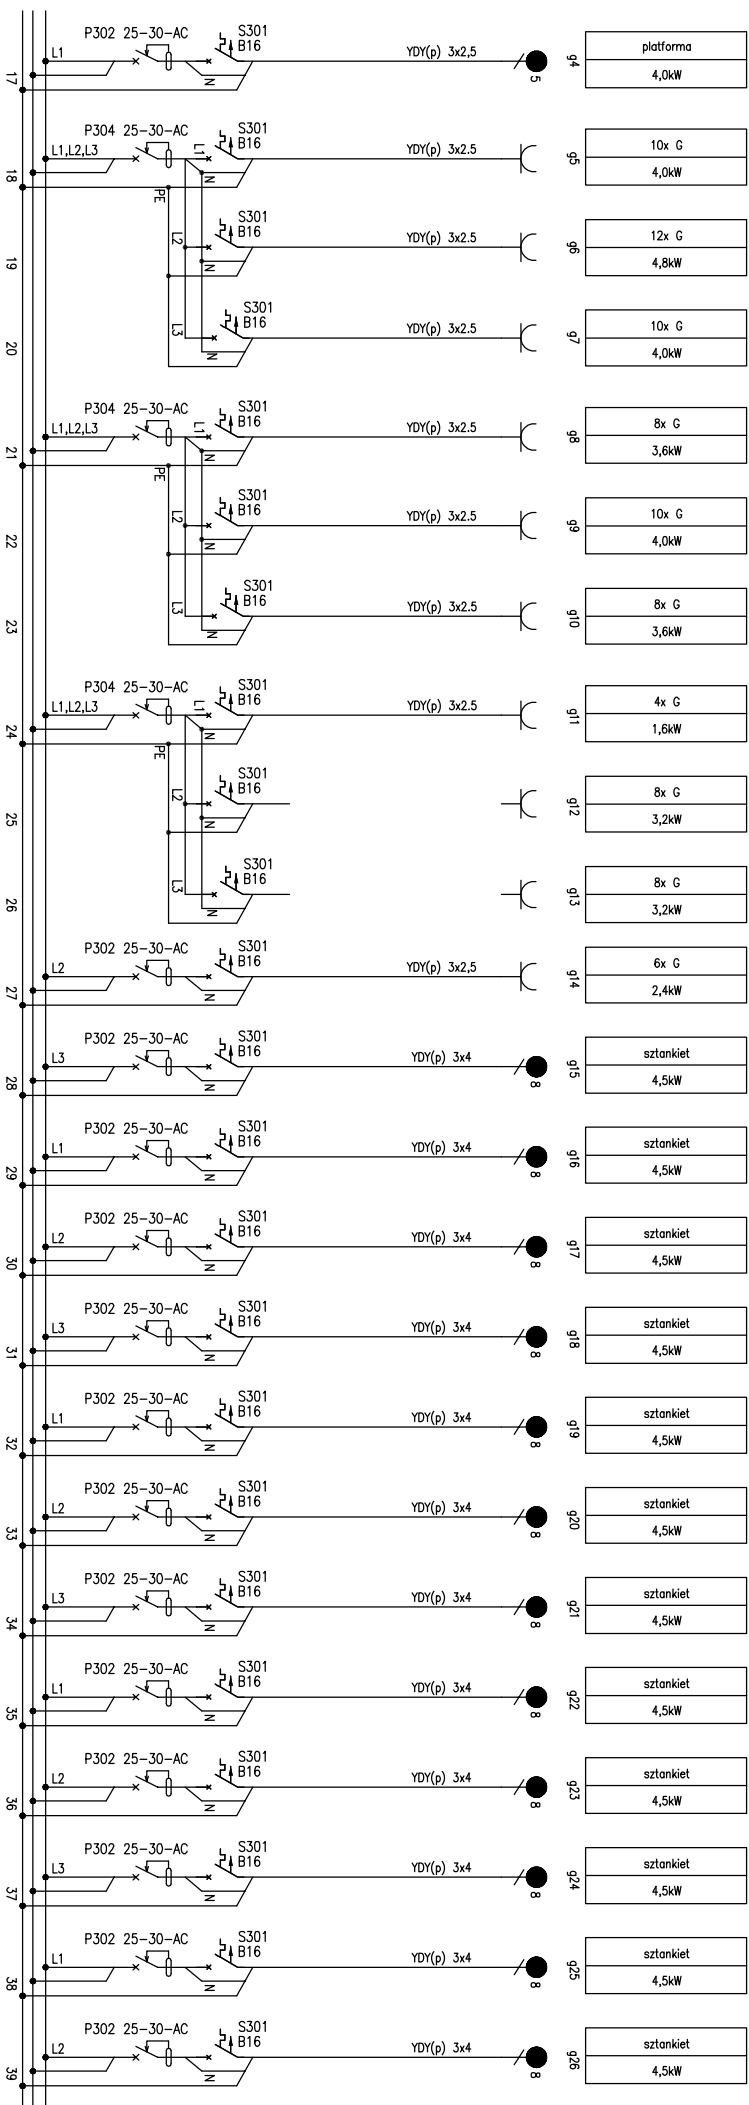 P302 25-30-AC
S301
B16
L1
N
YDY(p) 3x2,5
5
g4
platforma
4,0kW
17
P304 25-30-AC
S301
B16
L1,L2,L3
L1
N
PE
YDY(p) 3x2.5
g5
10x G
4,0kW
18
S301
B16
L2
N
YDY(p) 3x2.5
g6
12x G
4,8kW
19
S301
B16
L3
N
YDY(p) 3x2.5
g7
10x G
4,0kW
20
P304 25-30-AC
S301
B16
L1,L2,L3
L1
N
PE
YDY(p) 3x2.5
g8
8x G
3,6kW
21
S301
B16
L2
N
YDY(p) 3x2.5
g9
10x G
4,0kW
22
S301
B16
L3
N
YDY(p) 3x2.5
g10
8x G
3,6kW
23
P304 25-30-AC
S301
B16
L1,L2,L3
L1
N
PE
YDY(p) 3x2.5
g11
4x G
1,6kW
24
S301
B16
L2
N
g12
8x G
3,2kW
25
S301
B16
L3
N
g13
8x G
3,2kW
26
P302 25-30-AC
S301
B16
L2
N
YDY(p) 3x2,5
g14
6x G
2,4kW
27
P302 25-30-AC
S301
B16
L3
N
YDY(p) 3x4
8
g15
sztankiet
4,5kW
28
P302 25-30-AC
S301
B16
L1
N
YDY(p) 3x4
8
g16
sztankiet
4,5kW
29
P302 25-30-AC
S301
B16
L2
N
YDY(p) 3x4
8
g17
sztankiet
4,5kW
30
P302 25-30-AC
S301
B16
L3
N
YDY(p) 3x4
8
g18
sztankiet
4,5kW
31
P302 25-30-AC
S301
B16
L1
N
YDY(p) 3x4
8
g19
sztankiet
4,5kW
32
P302 25-30-AC
S301
B16
L2
N
YDY(p) 3x4
8
g20
sztankiet
4,5kW
33
P302 25-30-AC
S301
B16
L3
N
YDY(p) 3x4
8
g21
sztankiet
4,5kW
34
P302 25-30-AC
S301
B16
L1
N
YDY(p) 3x4
8
g22
sztankiet
4,5kW
35
P302 25-30-AC
S301
B16
L2
N
YDY(p) 3x4
8
g23
sztankiet
4,5kW
36
P302 25-30-AC
S301
B16
L3
N
YDY(p) 3x4
8
g24
sztankiet
4,5kW
37
P302 25-30-AC
S301
B16
L1
N
YDY(p) 3x4
8
g25
sztankiet
4,5kW
38
P302 25-30-AC
S301
B16
L2
N
YDY(p) 3x4
8
g26
sztankiet
4,5kW
39